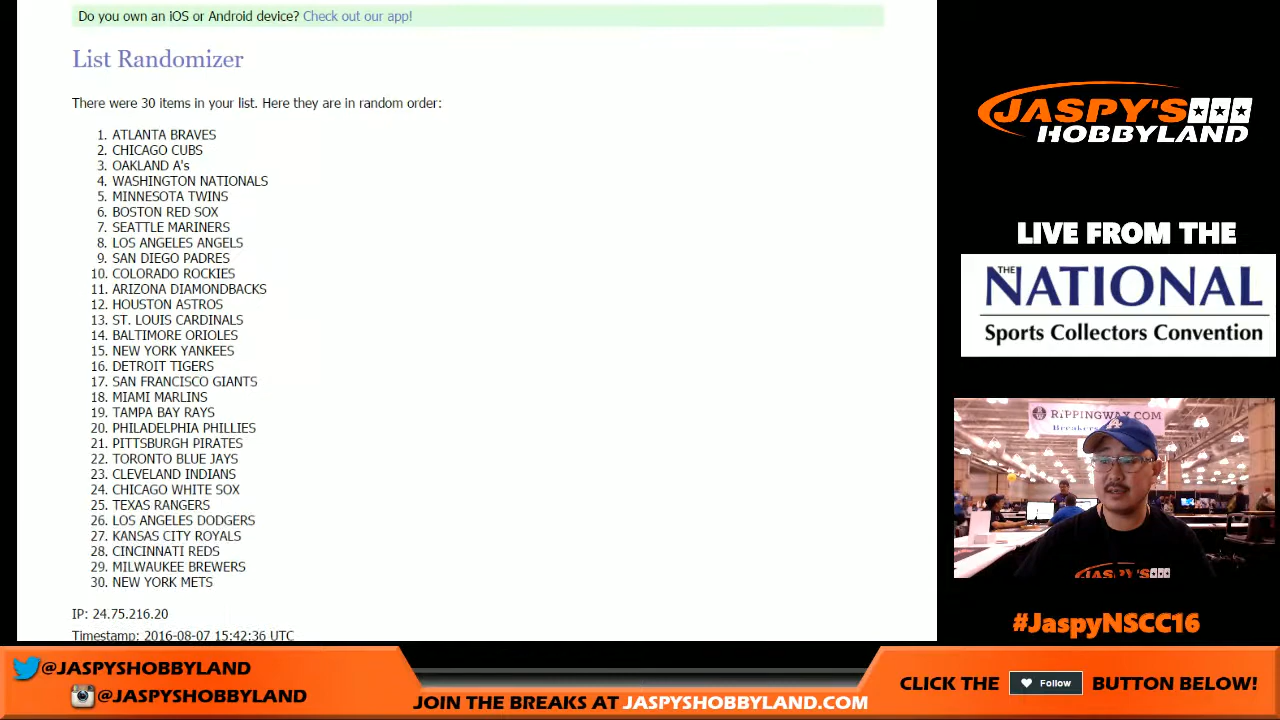 Do you own an iOS or Android device? Check out our app!
List Randomizer
There were 30 items in your list. Here they are in random order:
1. ATLANTA BRAVES
2. CHICAGO CUBS
3. OAKLAND A's
4. WASHINGTON NATIONALS
5. MINNESOTA TWINS
6. BOSTON RED SOX
7. SEATTLE MARINERS
8. LOS ANGELES ANGELS
9. SAN DIEGO PADRES
10. COLORADO ROCKIES
11. ARIZONA DIAMONDBACKS
12. HOUSTON ASTROS
13. ST. LOUIS CARDINALS
14. BALTIMORE ORIOLES
15. NEW YORK YANKEES
16. DETROIT TIGERS
17. SAN FRANCISCO GIANTS
18. MIAMI MARLINS
19. TAMPA BAY RAYS
20. PHILADELPHIA PHILLIES
21. PITTSBURGH PIRATES
22. TORONTO BLUE JAYS
23. CLEVELAND INDIANS
24. CHICAGO WHITE SOX
25. TEXAS RANGERS
26. LOS ANGELES DODGERS
27. KANSAS CITY ROYALS
28. CINCINNATI REDS
29. MILWAUKEE BREWERS
30. NEW YORK METS
IP: 24.75.216.20
Timestamp: 2016-08-07 15:42:36 UTC
JASPY'S
HOBBYLAND
LIVE FROM THE
THE NATIONAL
Sports Collectors Convention
RIPPINGWAX.COM
Breakers
JASPY'S
#JaspyNSCC16
@JASPYSHOBBYLAND
@JASPYSHOBBYLAND
JOIN THE BREAKS AT JASPYSHOBBYLAND.COM
CLICK THE Follow BUTTON BELOW!